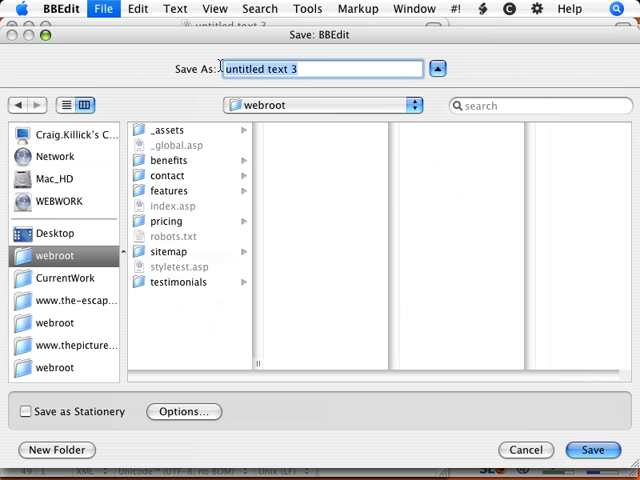 BBEdit File Edit Text View Search Tools Markup Window #! Help
untitled text 3
Save: BBEdit
Save As: untitled text 3
webroot
search
Craig.Killick's C...
Network
Mac_HD
WEBWORK
Desktop
webroot
CurrentWork
www.the-escap...
webroot
www.thepicture...
webroot
_assets
_global.asp
benefits
contact
features
index.asp
pricing
robots.txt
sitemap
styletest.asp
testimonials
Save as Stationery
Options...
New Folder
Cancel
Save
49 : 1 XML Unicode™ (UTF-8, no BOM) Unix (LF)